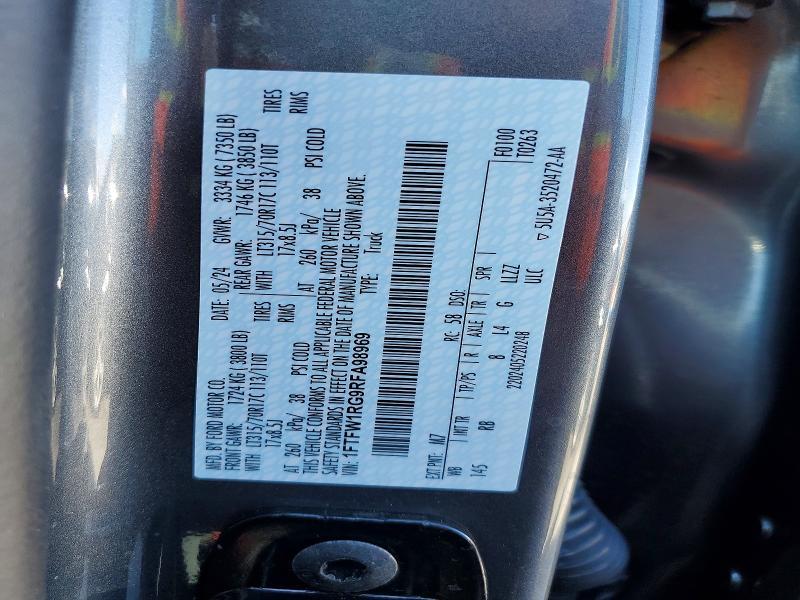 MFD. BY FORD MOTOR CO. DATE: 05/24 GVWR: 3334 KG ( 7350 LB)
FRONT GAWR: 1724 KG ( 3800 LB) REAR GAWR: 1746 KG ( 3850 LB)
WITH LT315/70R17C 113/110T TIRES WITH LT315/70R17C 113/110T TIRES
17x8.5J RIMS 17x8.5J RIMS
AT 260 kPa/ 38 PSI COLD AT 260 kPa/ 38 PSI COLD
THIS VEHICLE CONFORMS TO ALL APPLICABLE FEDERAL MOTOR VEHICLE
SAFETY STANDARDS IN EFFECT ON THE DATE OF MANUFACTURE SHOWN ABOVE.
VIN: 1FTFW1RG9RFA98969 TYPE: Truck
EXT PNT: M7 RC: 58 DSO: F0100
WB INT TR TP/PS R AXLE TR SPR TT0263
145 RB 8 L4 G LLZZ
2202405220248 ULC ▽ 5U5A-3520472-AA